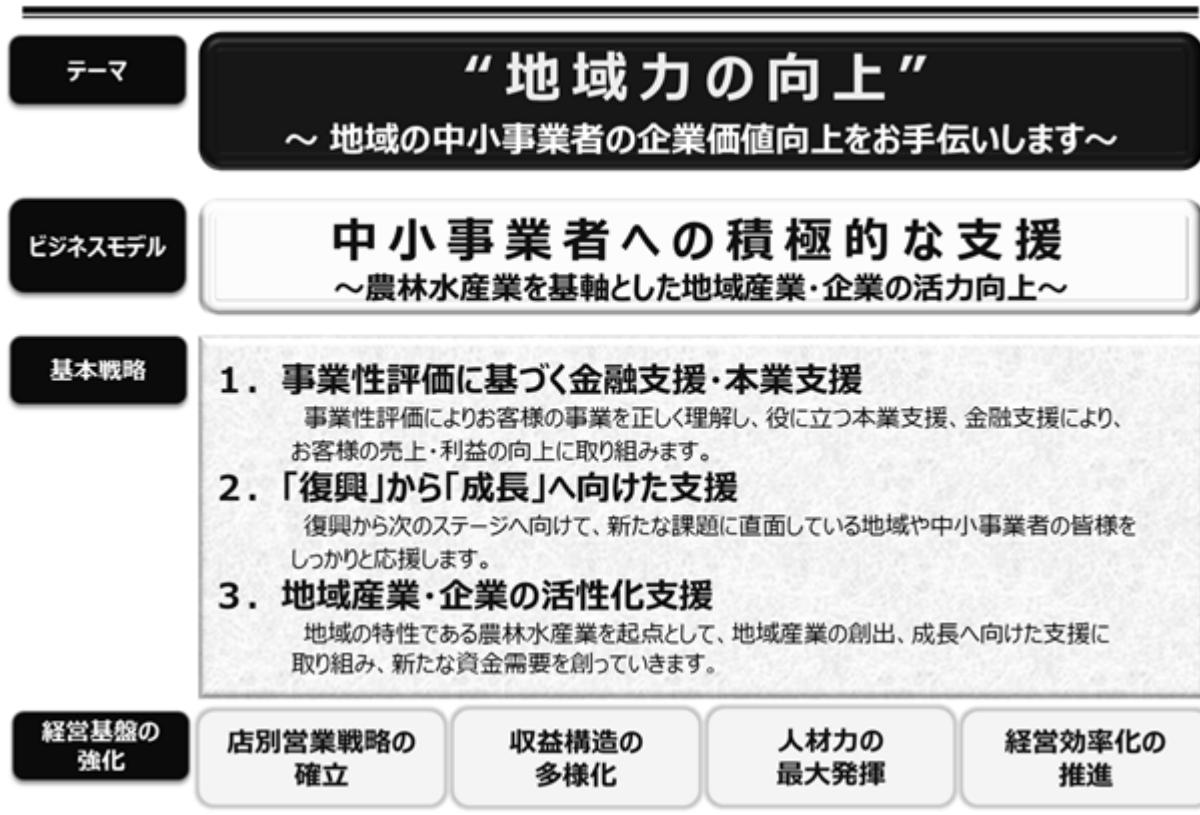 テーマ
“地域力の向上”
～ 地域の中小事業者の企業価値向上をお手伝いします～
ビジネスモデル
中小事業者への積極的な支援
～農林水産業を基軸とした地域産業･企業の活力向上～
基本戦略
１．事業性評価に基づく金融支援･本業支援
事業性評価によりお客様の事業を正しく理解し、役に立つ本業支援、金融支援により、
お客様の売上･利益の向上に取り組みます。
２．｢復興｣から｢成長｣へ向けた支援
復興から次のステージへ向けて、新たな課題に直面している地域や中小事業者の皆様を
しっかりと応援します。
３．地域産業･企業の活性化支援
地域の特性である農林水産業を起点として、地域産業の創出、成長へ向けた支援に
取り組み、新たな資金需要を創っていきます。
経営基盤の
強化
店別営業戦略の
確立
収益構造の
多様化
人材力の
最大発揮
経営効率化の
推進